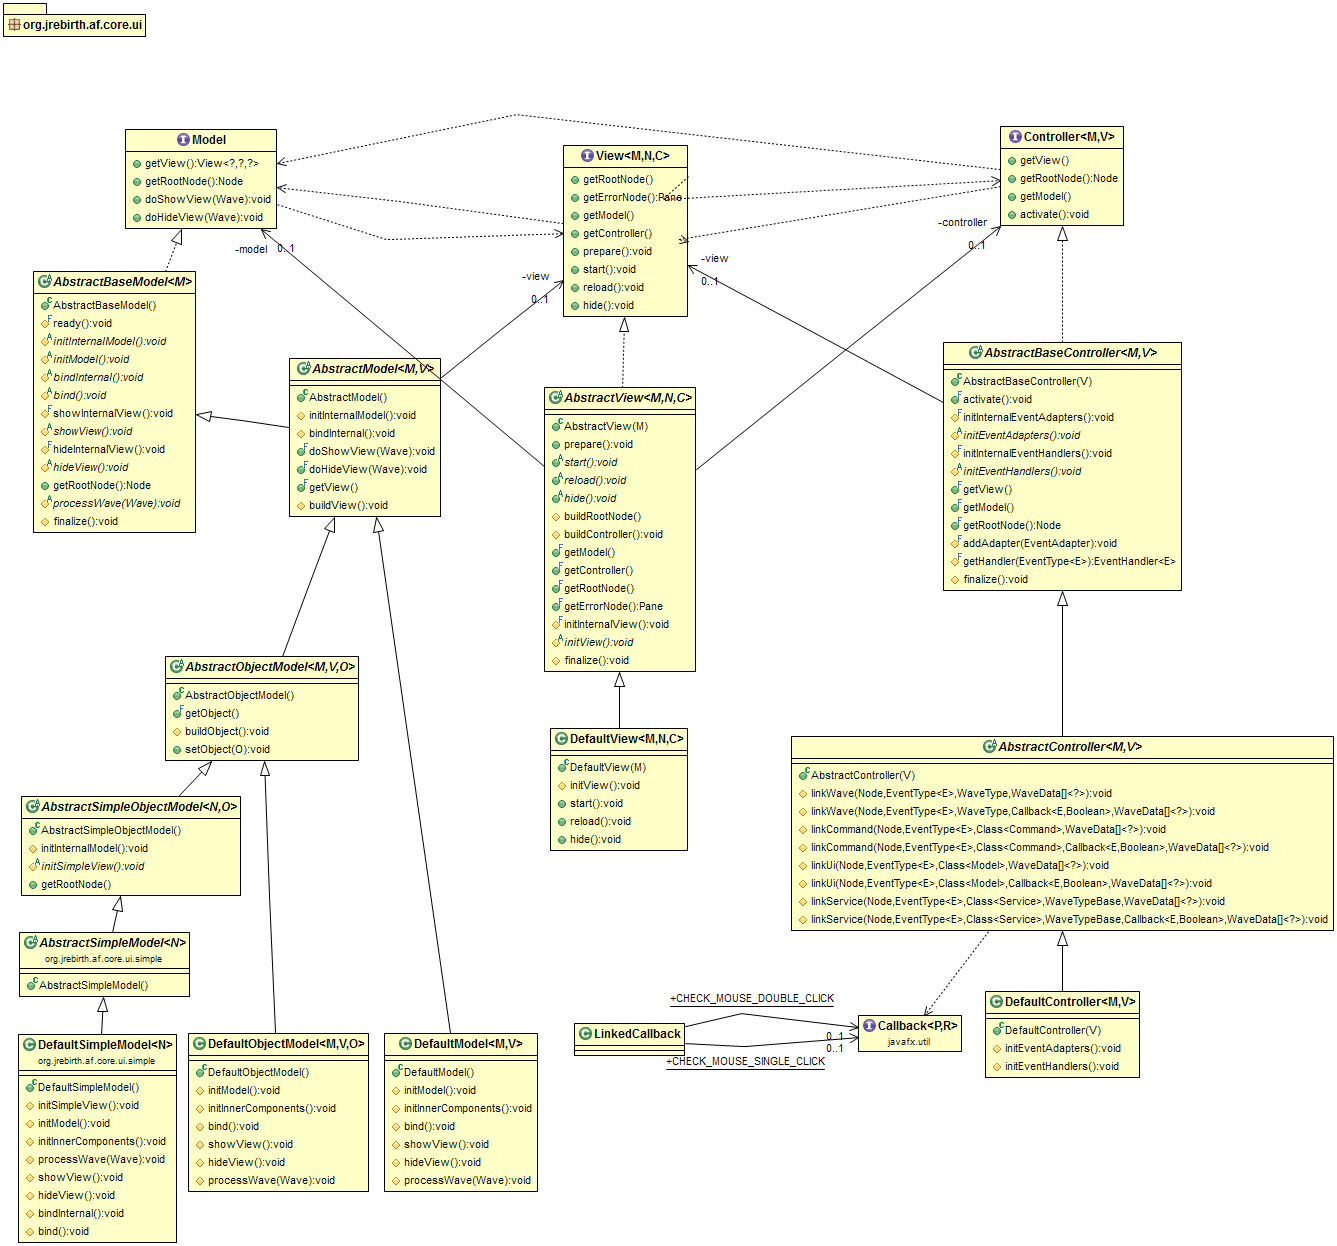 org.jrebirth.af.core.ui
Model
getView():View<?,?,?>
getRootNode():Node
doShowView(Wave):void
doHideView(Wave):void
View<M,N,C>
getRootNode()
getErrorNode():Pane
getModel()
getController()
prepare():void
start():void
reload():void
hide():void
Controller<M,V>
getView()
getRootNode():Node
getModel()
activate():void
-model 0..1
-view
0..1
-view
0..1
-controller
0..1
AbstractBaseModel<M>
AbstractBaseModel()
ready():void
initInternalModel():void
initModel():void
bindInternal():void
bind():void
showInternalView():void
showView():void
hideInternalView():void
hideView():void
getRootNode():Node
processWave(Wave):void
finalize():void
AbstractModel<M,V>
AbstractModel()
initInternalModel():void
bindInternal():void
doShowView(Wave):void
doHideView(Wave):void
getView()
buildView():void
AbstractView<M,N,C>
AbstractView(M)
prepare():void
start():void
reload():void
hide():void
buildRootNode()
buildController():void
getModel()
getController()
getRootNode()
getErrorNode():Pane
initInternalView():void
initView():void
finalize():void
AbstractBaseController<M,V>
AbstractBaseController(V)
activate():void
initInternalEventAdapters():void
initEventAdapters():void
initInternalEventHandlers():void
initEventHandlers():void
getView()
getModel()
getRootNode():Node
addAdapter(EventAdapter):void
getHandler(EventType<E>):EventHandler<E>
finalize():void
AbstractObjectModel<M,V,O>
AbstractObjectModel()
getObject()
buildObject():void
setObject(O):void
DefaultView<M,N,C>
DefaultView(M)
initView():void
start():void
reload():void
hide():void
AbstractController<M,V>
AbstractController(V)
linkWave(Node,EventType<E>,WaveType,WaveData[]<?>):void
linkWave(Node,EventType<E>,WaveType,Callback<E,Boolean>,WaveData[]<?>):void
linkCommand(Node,EventType<E>,Class<Command>,WaveData[]<?>):void
linkCommand(Node,EventType<E>,Class<Command>,Callback<E,Boolean>,WaveData[]<?>):void
linkUi(Node,EventType<E>,Class<Model>,WaveData[]<?>):void
linkUi(Node,EventType<E>,Class<Model>,Callback<E,Boolean>,WaveData[]<?>):void
linkService(Node,EventType<E>,Class<Service>,WaveTypeBase,WaveData[]<?>):void
linkService(Node,EventType<E>,Class<Service>,WaveTypeBase,Callback<E,Boolean>,WaveData[]<?>):void
AbstractSimpleObjectModel<N,O>
AbstractSimpleObjectModel()
initInternalModel():void
initSimpleView():void
getRootNode()
AbstractSimpleModel<N>
org.jrebirth.af.core.ui.simple
AbstractSimpleModel()
DefaultSimpleModel<N>
org.jrebirth.af.core.ui.simple
DefaultSimpleModel()
initSimpleView():void
initModel():void
initInnerComponents():void
processWave(Wave):void
showView():void
hideView():void
bindInternal():void
bind():void
DefaultObjectModel<M,V,O>
DefaultObjectModel()
initModel():void
initInnerComponents():void
bind():void
showView():void
hideView():void
processWave(Wave):void
DefaultModel<M,V>
DefaultModel()
initModel():void
initInnerComponents():void
bind():void
showView():void
hideView():void
processWave(Wave):void
LinkedCallback
+CHECK_MOUSE_DOUBLE_CLICK
0..1
0..1
+CHECK_MOUSE_SINGLE_CLICK
Callback<P,R>
javafx.util
DefaultController<M,V>
DefaultController(V)
initEventAdapters():void
initEventHandlers():void